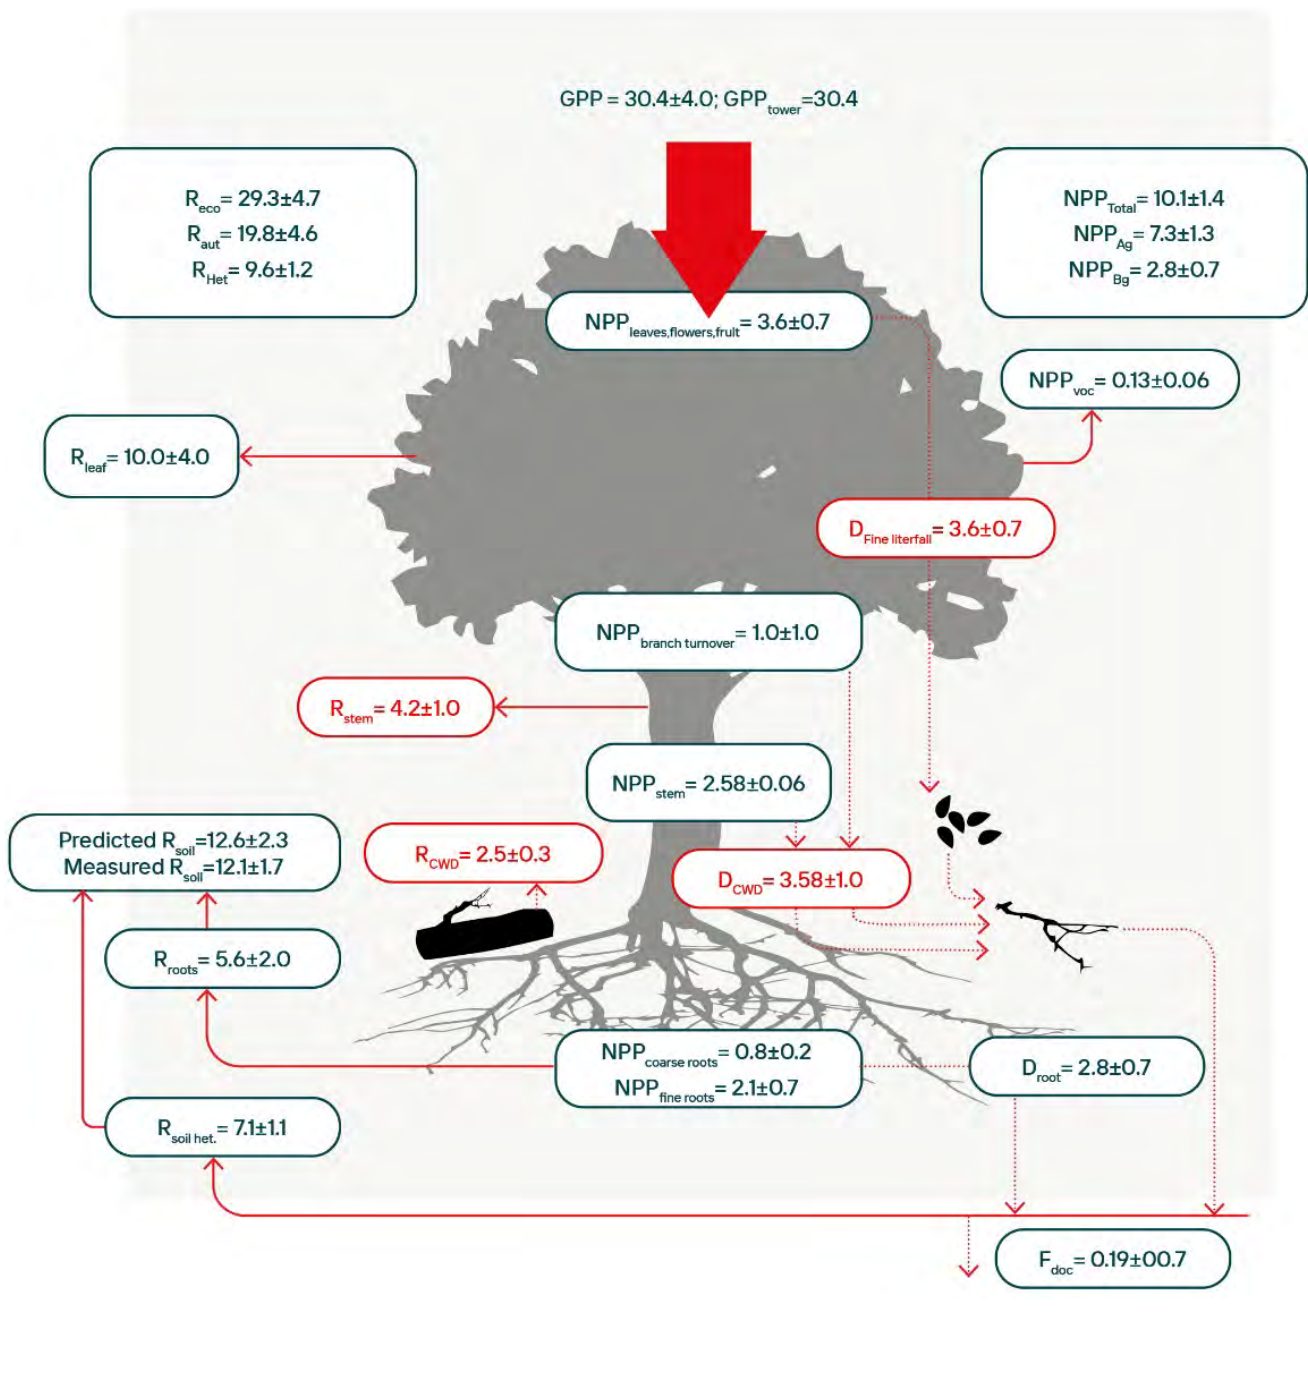 GPP = 30.4±4.0; GPPtower=30.4
Reco= 29.3±4.7
Raut= 19.8±4.6
RHet= 9.6±1.2
NPPTotal= 10.1±1.4
NPPAg= 7.3±1.3
NPPBg= 2.8±0.7
NPPleaves,flowers,fruit= 3.6±0.7
NPPvoc= 0.13±0.06
Rleaf= 10.0±4.0
DFine literfall= 3.6±0.7
NPPbranch turnover= 1.0±1.0
Rstem= 4.2±1.0
NPPstem= 2.58±0.06
Predicted Rsoil=12.6±2.3
Measured Rsoil=12.1±1.7
RCWD= 2.5±0.3
DCWD= 3.58±1.0
Rroots= 5.6±2.0
NPPcoarse roots= 0.8±0.2
NPPfine roots= 2.1±0.7
Droot= 2.8±0.7
Rsoil het.= 7.1±1.1
Fdoc= 0.19±00.7